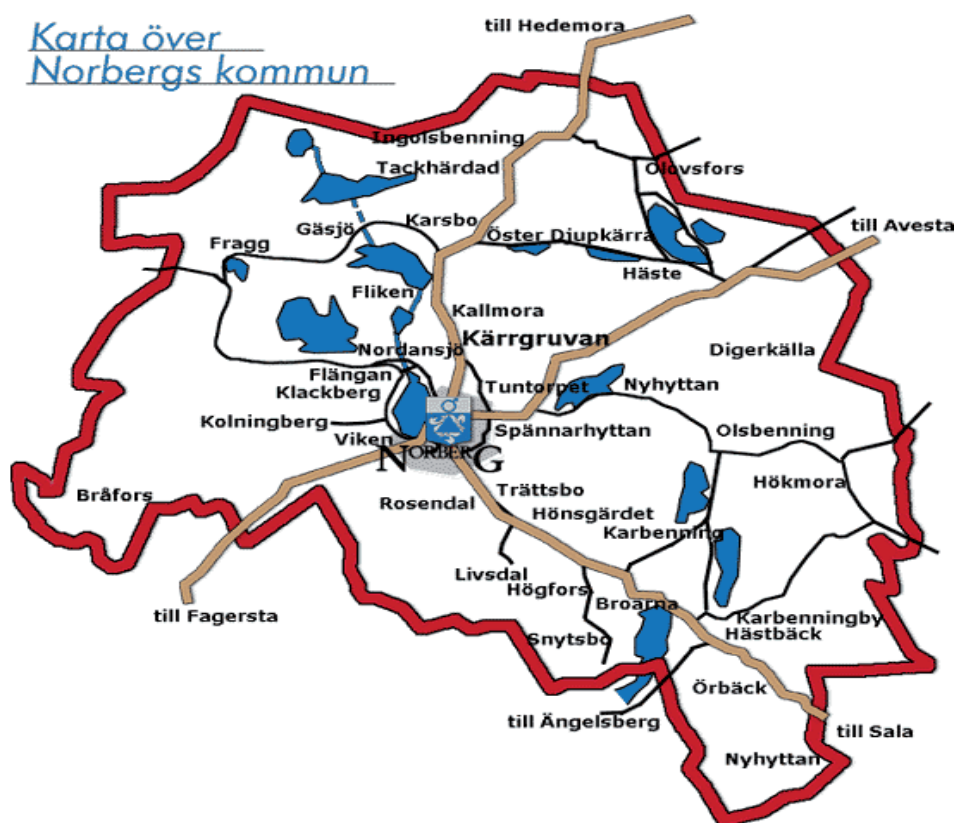 Karta över
Norbergs kommun
till Hedemora
Ingolsbenning
Tackhärdad
Olovsfors
Karsbo
Gäsjö
till Avesta
Öster Djupkärra
Fragg
Häste
Fliken
Kallmora
Kärrgruvan
Nordansjö
Digerkälla
Flängan
Tuntorpet
Nyhyttan
Klackberg
Kolningberg
Spännarhyttan
Olsbenning
Viken
NORBERG
Bråfors
Rosendal
Trättsbo
Hökmora
Hönsgärdet
Karbenning
Livsdal
Högfors
till Fagersta
Broarna
Karbenningby
Snytsbo
Hästbäck
Örbäck
till Ängelsberg
till Sala
Nyhyttan